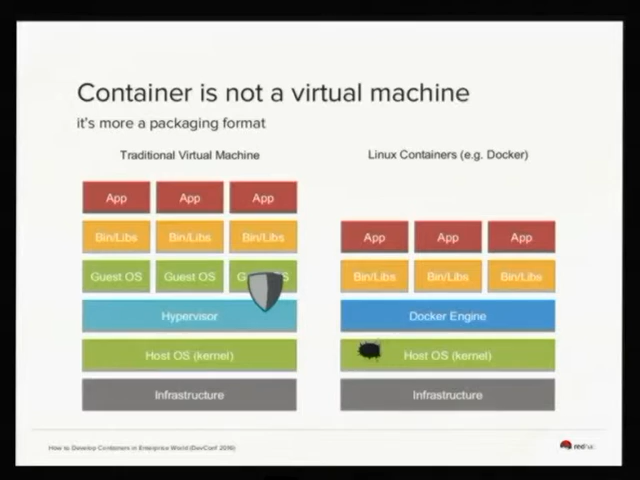 Container is not a virtual machine
it's more a packaging format
Traditional Virtual Machine
Linux Containers (e.g. Docker)
App App App
Bin/Libs Bin/Libs Bin/Libs
Guest OS Guest OS
Hypervisor
Host OS (kernel)
Infrastructure
App App App
Bin/Libs Bin/Libs Bin/Libs
Docker Engine
Host OS (kernel)
Infrastructure
How to Develop Containers in Enterprise World (DevConf 2016)
redhat